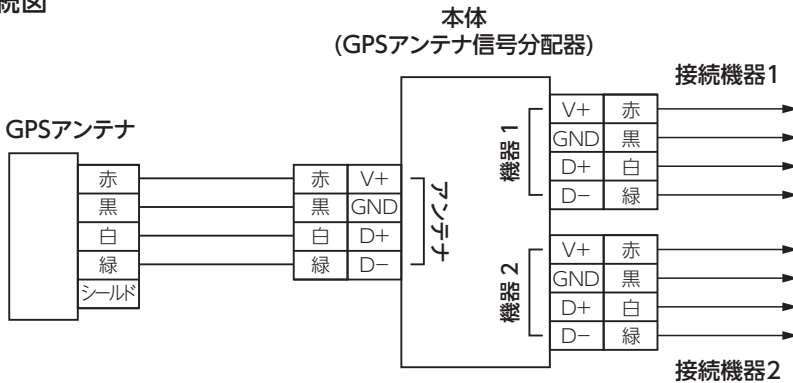 続図
本体
(GPSアンテナ信号分配器)
接続機器1
GPSアンテナ
赤
黒
白
緑
シールド
赤 V+
黒 GND
白 D+
緑 D−
アンテナ
機器 1
V+ 赤
GND 黒
D+ 白
D− 緑
機器 2
V+ 赤
GND 黒
D+ 白
D− 緑
接続機器2